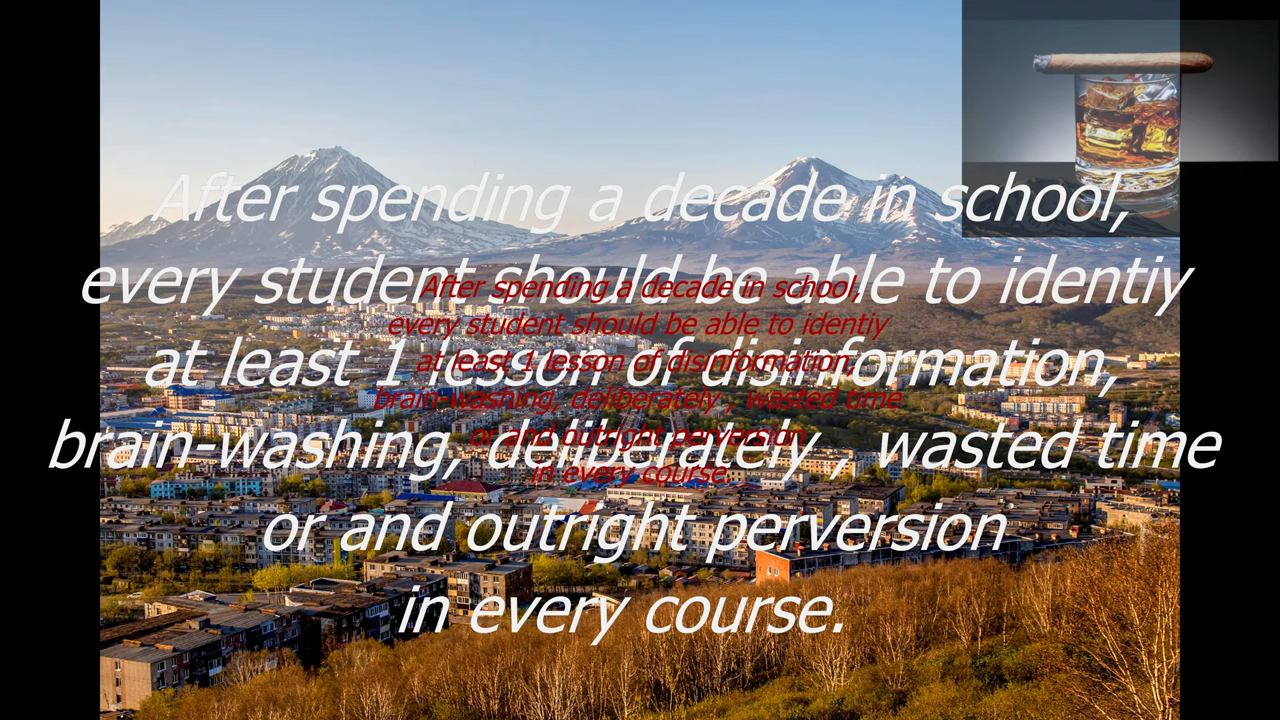 After spending a decade in school,
every student should be able to identiy
at least 1 lesson of disinformation,
brain-washing, deliberately , wasted time
or and outright perversion
in every course.
After spending a decade in school,
every student should be able to identiy
at least 1 lesson of disinformation,
brain-washing, deliberately , wasted time
or and outright perversion
in every course.